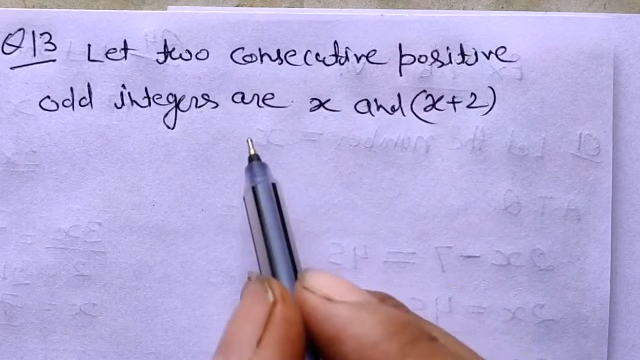 Q13 Let two consecutive positive
odd integers are x and (x+2)